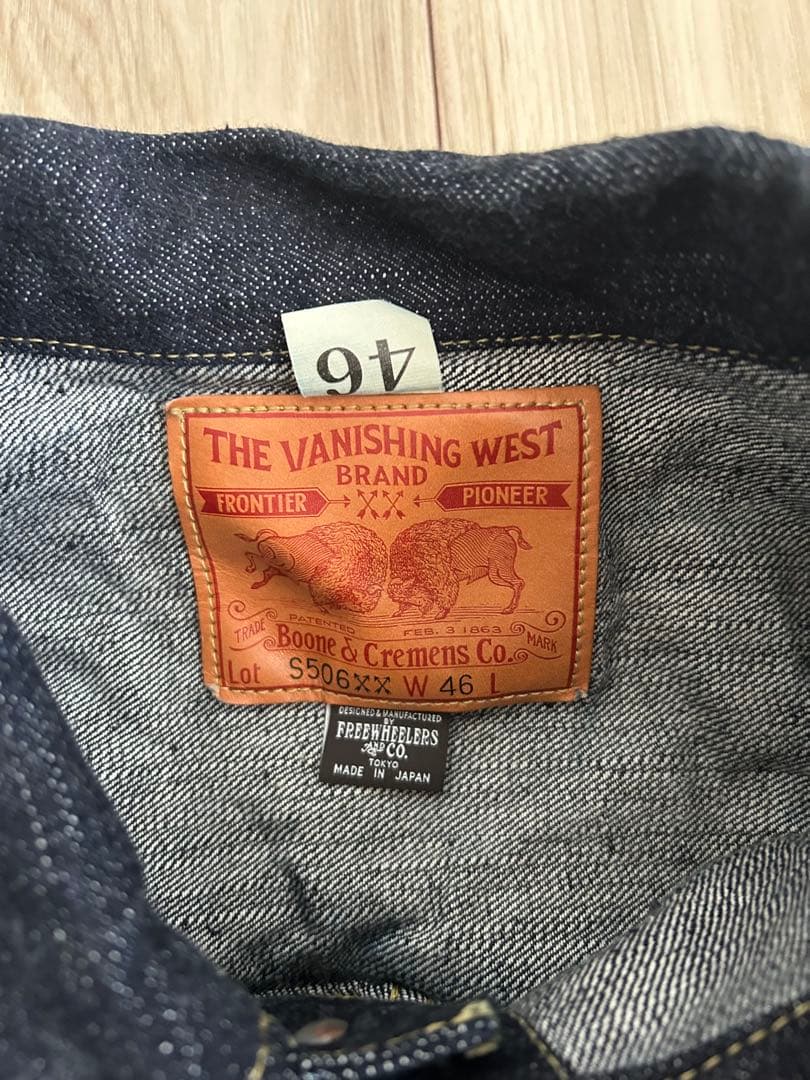 46
THE VANISHING WEST
BRAND
FRONTIER PIONEER
PATENTED FEB. 3 1863
TRADE MARK
Boone & Cremens Co.
Lot S506XX W 46 L
DESIGNED & MANUFACTURED
BY
FREEWHEELERS
AND CO.
TOKYO
MADE IN JAPAN